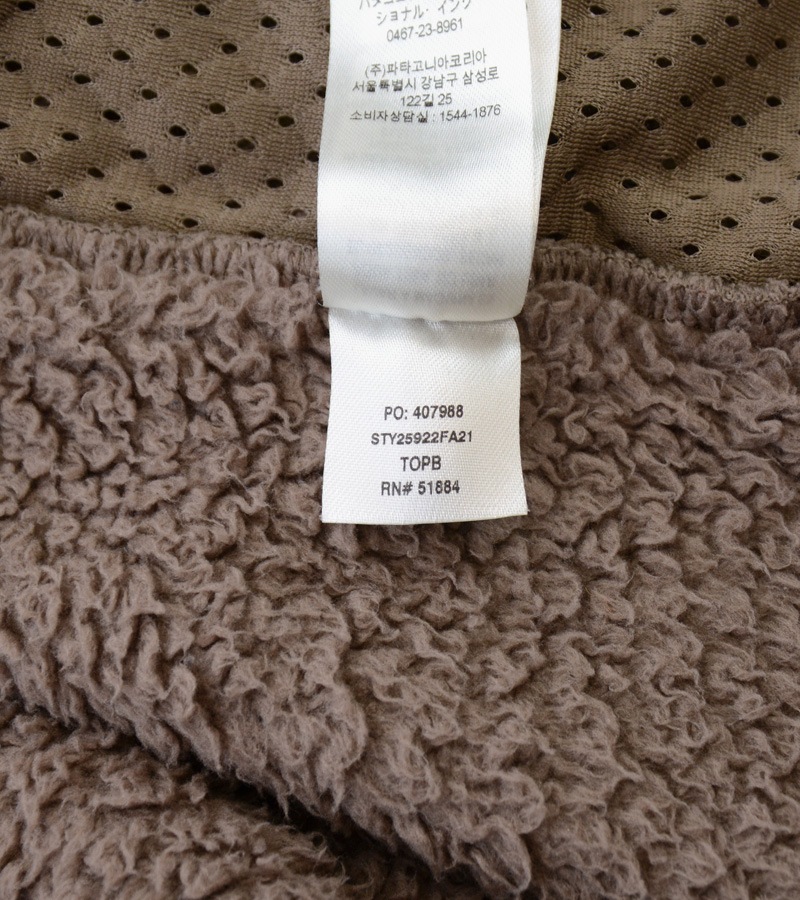 ショナル・インク
0467-23-8961
(주)파타고니아코리아
서울특별시 강남구 삼성로
122길 25
소비자상담실 : 1544-1876
PO: 407988
STY25922FA21
TOPB
RN# 51884